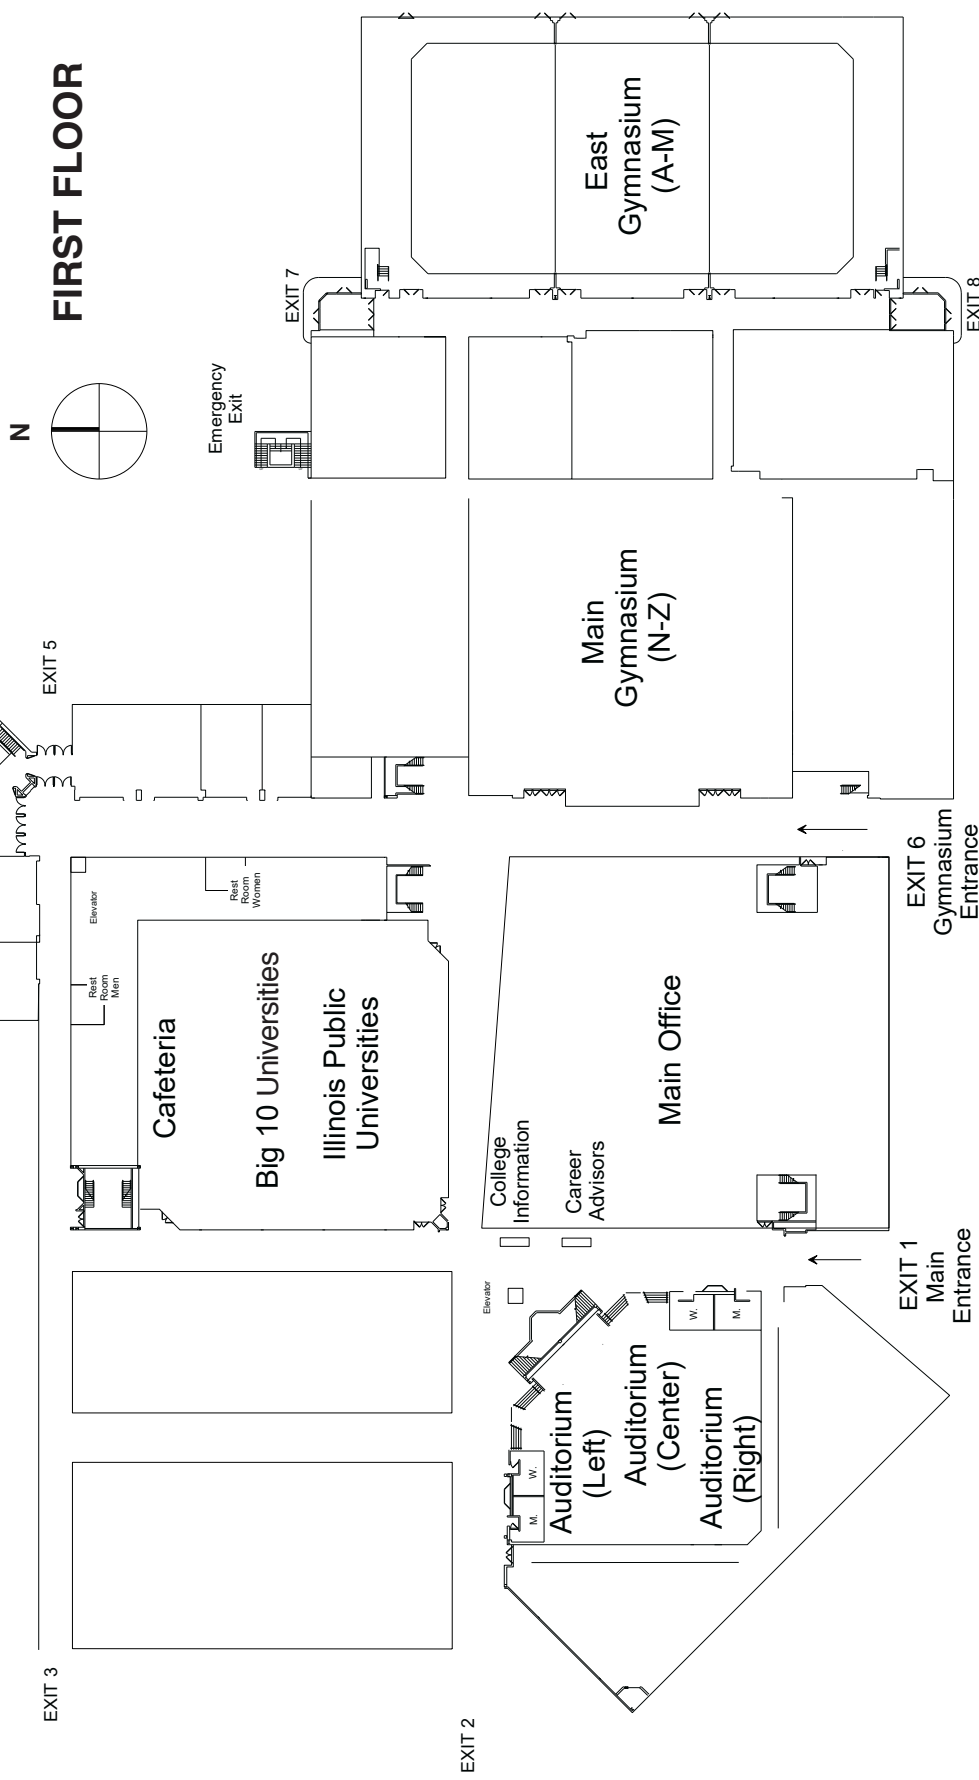 FIRST FLOOR
N
EXIT 3
EXIT 5
EXIT 7
Emergency
Exit
Elevator
Rest
Room
Men
Rest
Room
Women
Cafeteria
Big 10 Universities
Illinois Public
Universities
East
Gymnasium
(A-M)
Main
Gymnasium
(N-Z)
EXIT 2
Elevator
College
Information
Career
Advisors
Main Office
M.
W.
Auditorium
(Left)
Auditorium
(Center)
Auditorium
(Right)
W.
M.
EXIT 1
Main
Entrance
EXIT 6
Gymnasium
Entrance
EXIT 8